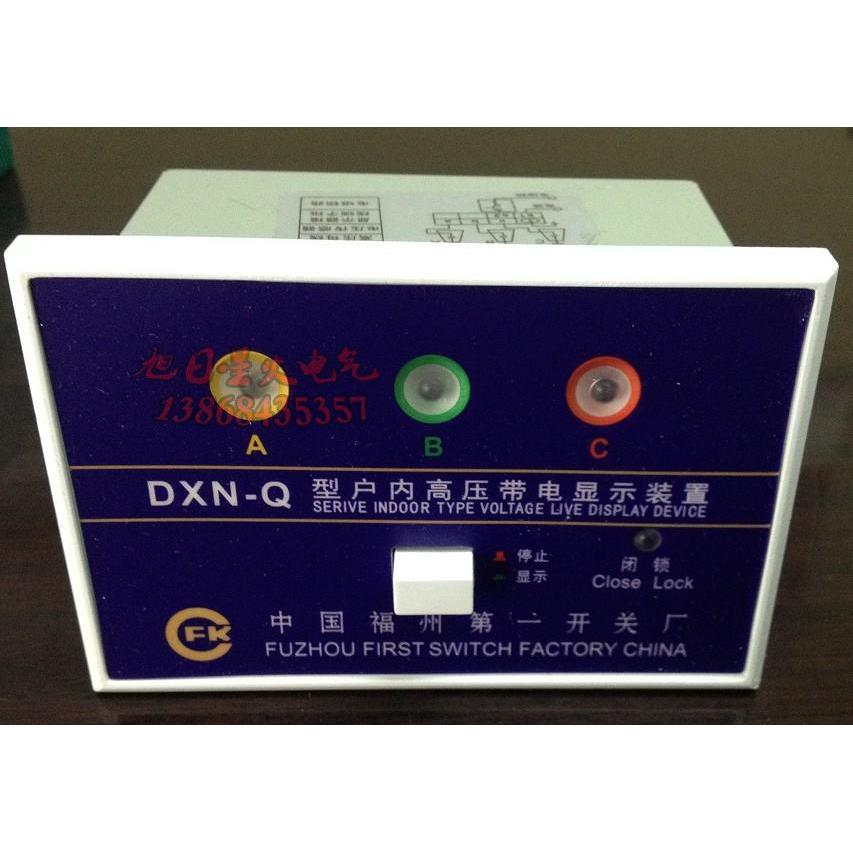 旭日星火电气
13868435357
A B C
DXN-Q 型户内高压带电显示装置
SERIVE INDOOR TYPE VOLTAGE LIVE DISPLAY DEVICE
停止
显示
闭锁
Close Lock
CFK
中国福州第一开关厂
FUZHOU FIRST SWITCH FACTORY CHINA